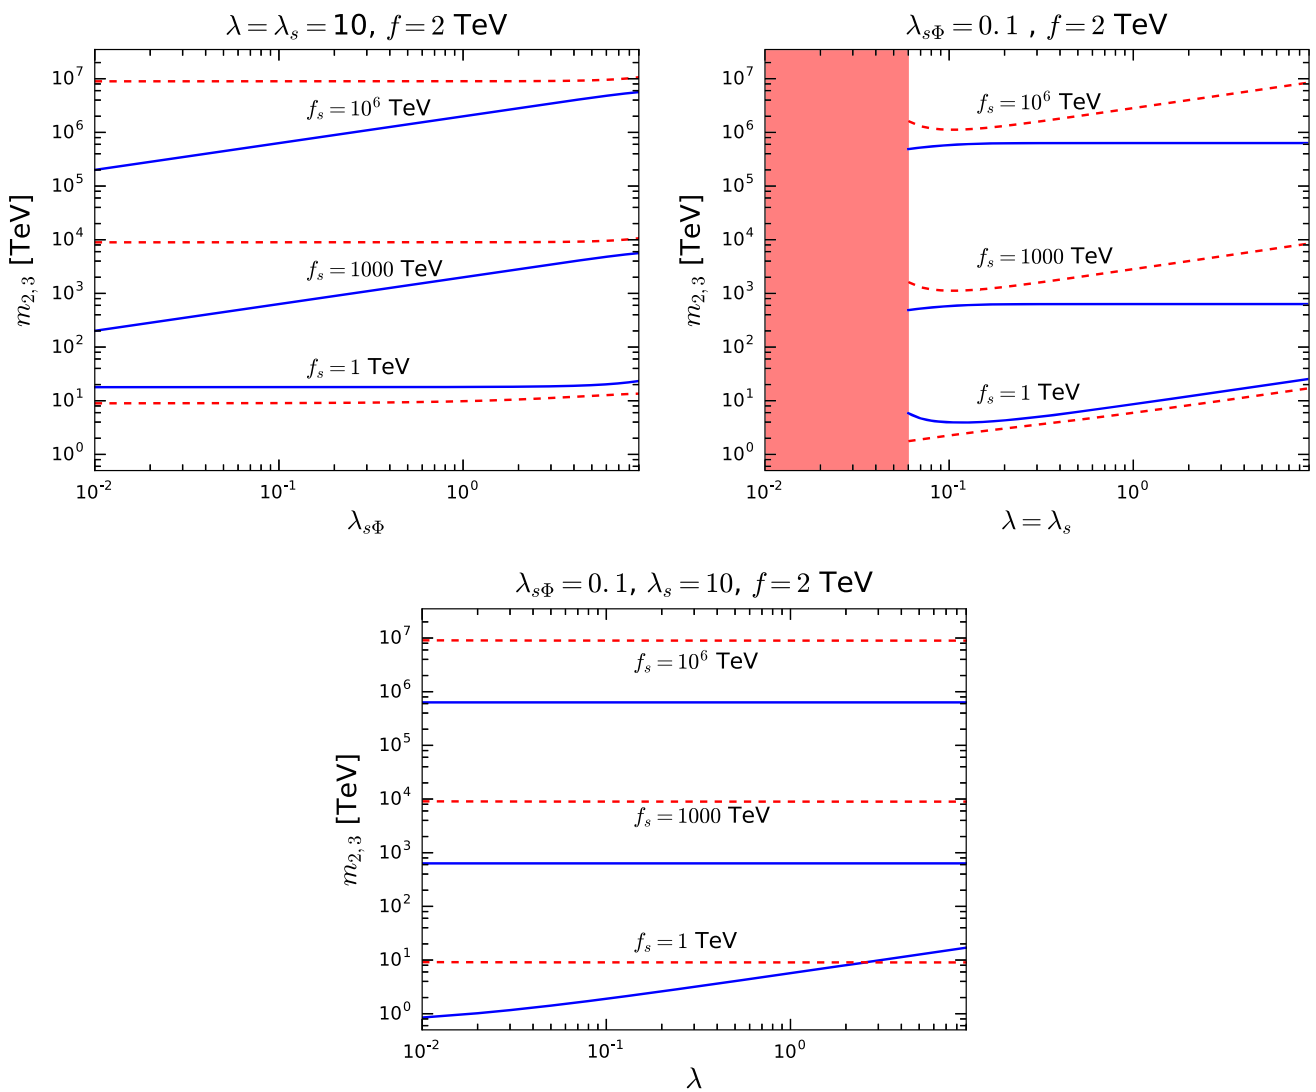 λ = λ_s = 10, f = 2 TeV
10^7
10^6
10^5
10^4
10^3
10^2
10^1
10^0
m_{2,3} [TeV]
f_s = 10^6 TeV
f_s = 1000 TeV
f_s = 1 TeV
10^-2
10^-1
10^0
λ_{sΦ}
λ_{sΦ} = 0.1 , f = 2 TeV
10^7
10^6
10^5
10^4
10^3
10^2
10^1
10^0
m_{2,3} [TeV]
f_s = 10^6 TeV
f_s = 1000 TeV
f_s = 1 TeV
10^-2
10^-1
10^0
λ = λ_s
λ_{sΦ} = 0.1, λ_s = 10, f = 2 TeV
10^7
10^6
10^5
10^4
10^3
10^2
10^1
10^0
m_{2,3} [TeV]
f_s = 10^6 TeV
f_s = 1000 TeV
f_s = 1 TeV
10^-2
10^-1
10^0
λ